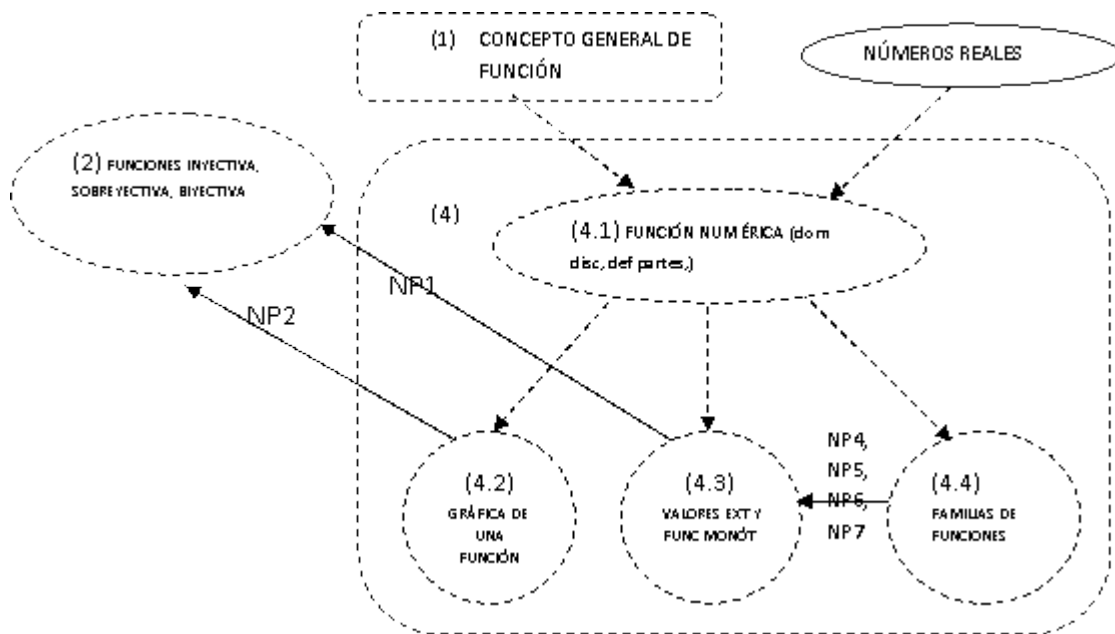 (1) CONCEPTO GENERAL DE
FUNCIÓN
NÚMEROS REALES
(2) FUNCIONES INYECTIVA,
SOBREYECTIVA, BIYECTIVA
(4)
(4.1) FUNCIÓN NUMÉRICA (dom
disc, def partes,)
NP1
NP2
(4.2)
GRÁFICA DE
UNA
FUNCIÓN
(4.3)
VALORES EXT Y
FUNC MONÓT
NP4,
NP5,
NP6,
NP7
(4.4)
FAMILIAS DE
FUNCIONES